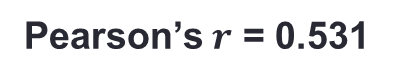 Pearson’s r = 0.531